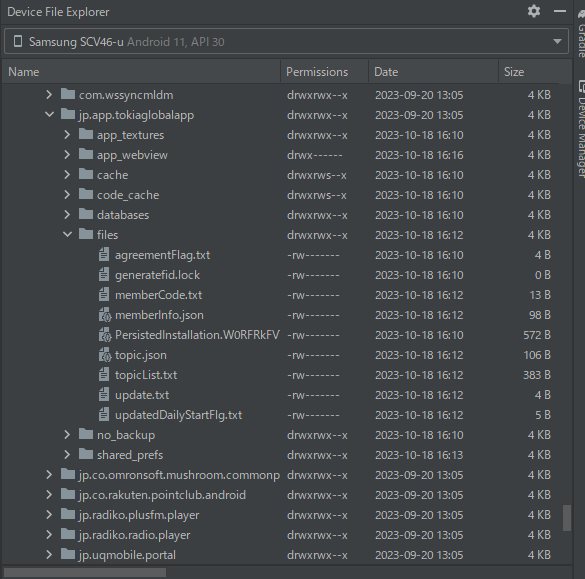 Device File Explorer
Samsung SCV46-u Android 11, API 30
Name Permissions Date Size
com.wssyncmldm drwxrwx--x 2023-09-20 13:05 4 KB
jp.app.tokiaglobalapp drwxrwx--x 2023-09-20 13:05 4 KB
app_textures drwxrwx--x 2023-10-18 16:10 4 KB
app_webview drwx------ 2023-10-18 16:16 4 KB
cache drwxrws--x 2023-10-18 16:10 4 KB
code_cache drwxrws--x 2023-10-18 16:10 4 KB
databases drwxrwx--x 2023-10-18 16:10 4 KB
files drwxrwx--x 2023-10-18 16:12 4 KB
agreementFlag.txt -rw------- 2023-10-18 16:10 4 B
generatefid.lock -rw------- 2023-10-18 16:10 0 B
memberCode.txt -rw------- 2023-10-18 16:12 13 B
memberInfo.json -rw------- 2023-10-18 16:12 98 B
PersistedInstallation.W0RFRkFV -rw------- 2023-10-18 16:10 572 B
topic.json -rw------- 2023-10-18 16:12 106 B
topicList.txt -rw------- 2023-10-18 16:12 383 B
update.txt -rw------- 2023-10-18 16:12 4 B
updatedDailyStartFlg.txt -rw------- 2023-10-18 16:12 5 B
no_backup drwxrwx--x 2023-10-18 16:10 4 KB
shared_prefs drwxrwx--x 2023-10-18 16:13 4 KB
jp.co.omronsoft.mushroom.commonp drwxrwx--x 2023-09-20 13:05 4 KB
jp.co.rakuten.pointclub.android drwxrwx--x 2023-09-20 13:05 4 KB
jp.radiko.plusfm.player drwxrwx--x 2023-09-20 13:05 4 KB
jp.radiko.radio.player drwxrwx--x 2023-09-20 13:05 4 KB
jp.uqmobile.portal drwxrwx--x 2023-09-20 13:05 4 KB
Gradle
Device Manager